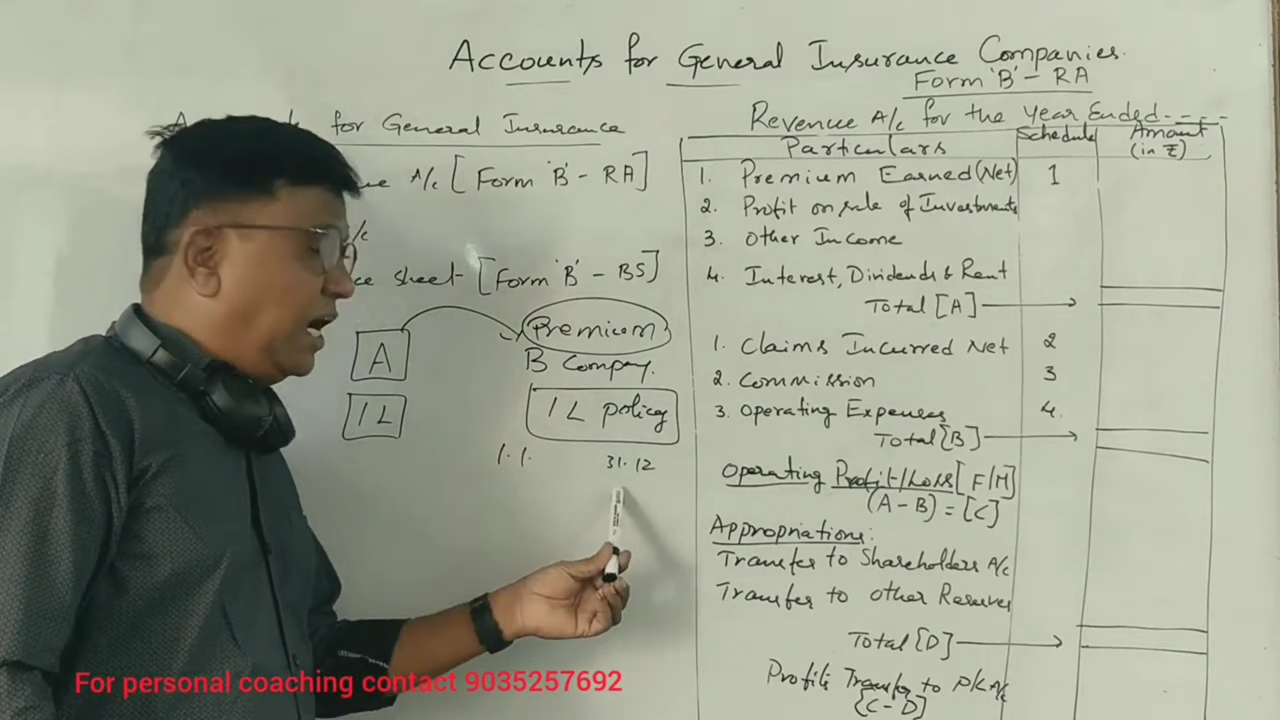 Accounts for General Insurance Companies.
for General Insurance
A/c [Form 'B' - RA]
A/c
sheet [Form 'B' - BS]
A
Premium
B Company.
1L
1L policy
1.1.
31.12
Form 'B' - RA
Revenue A/c for the Year Ended - - - -
Particulars Schedule Amount (in ₹)
1. Premium Earned (Net) 1
2. Profit on sale of Investments
3. Other Income
4. Interest, Dividends & Rent
Total [A]
1. Claims Incurred Net 2
2. Commission 3
3. Operating Expenses 4.
Total [B]
Operating Profit/Loss [F/M]
(A - B) = [C]
Appropriations:
Transfer to Shareholders A/c
Transfer to Other Reserves
Total [D]
Profits Transfer to P/L A/c
[C - D]
For personal coaching contact 9035257692